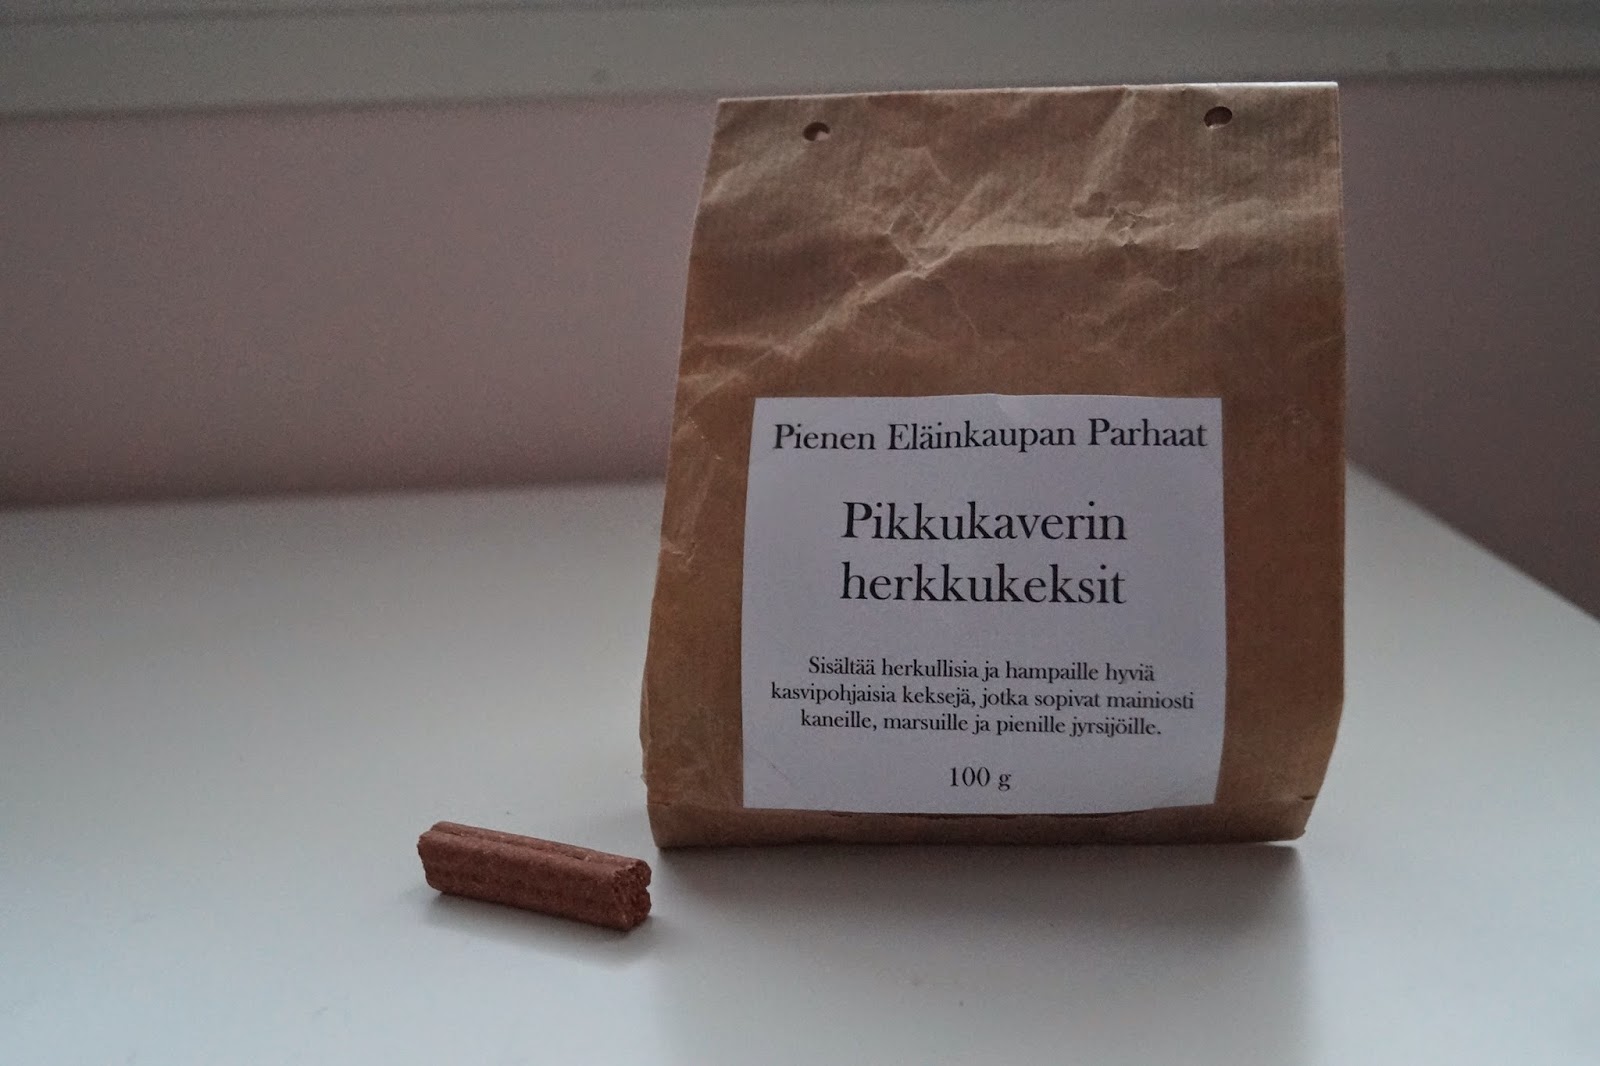 Pienen Eläinkaupan Parhaat
Pikkukaverin
herkkukeksit
Sisältää herkullisia ja hampaille hyviä
kasvipohjaisia keksejä, jotka sopivat mainiosti
kaneille, marsuille ja pienille jyrsijöille.
100 g